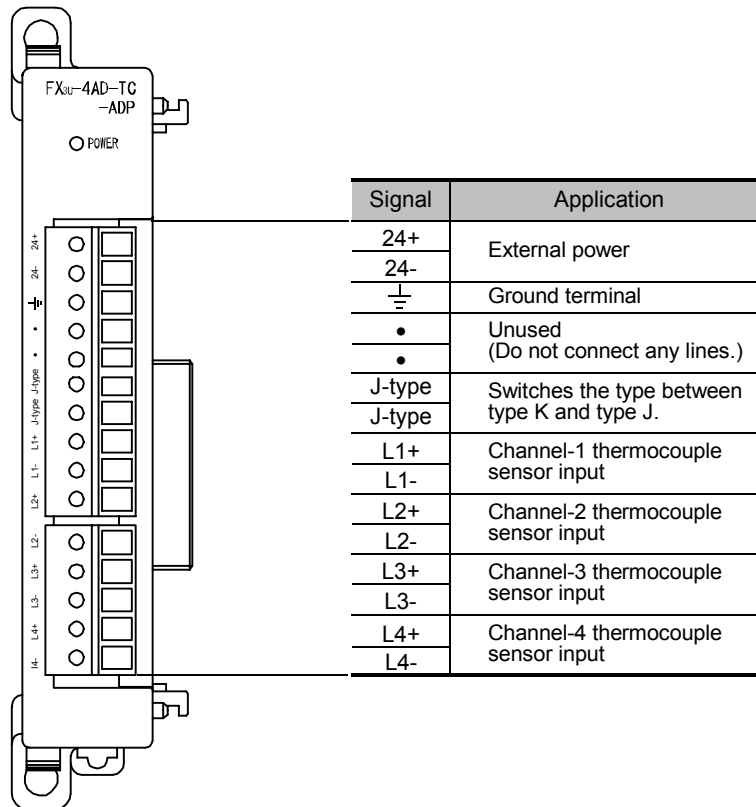 FX3U-4AD-TC
-ADP
POWER
24+
24-
⏚
•
•
J-type
J-type
L1+
L1-
L2+
L2-
L3+
L3-
L4+
I4-
Signal Application
24+
24-
External power
⏚ Ground terminal
•
•
Unused
(Do not connect any lines.)
J-type
J-type
Switches the type between
type K and type J.
L1+
L1-
Channel-1 thermocouple
sensor input
L2+
L2-
Channel-2 thermocouple
sensor input
L3+
L3-
Channel-3 thermocouple
sensor input
L4+
L4-
Channel-4 thermocouple
sensor input